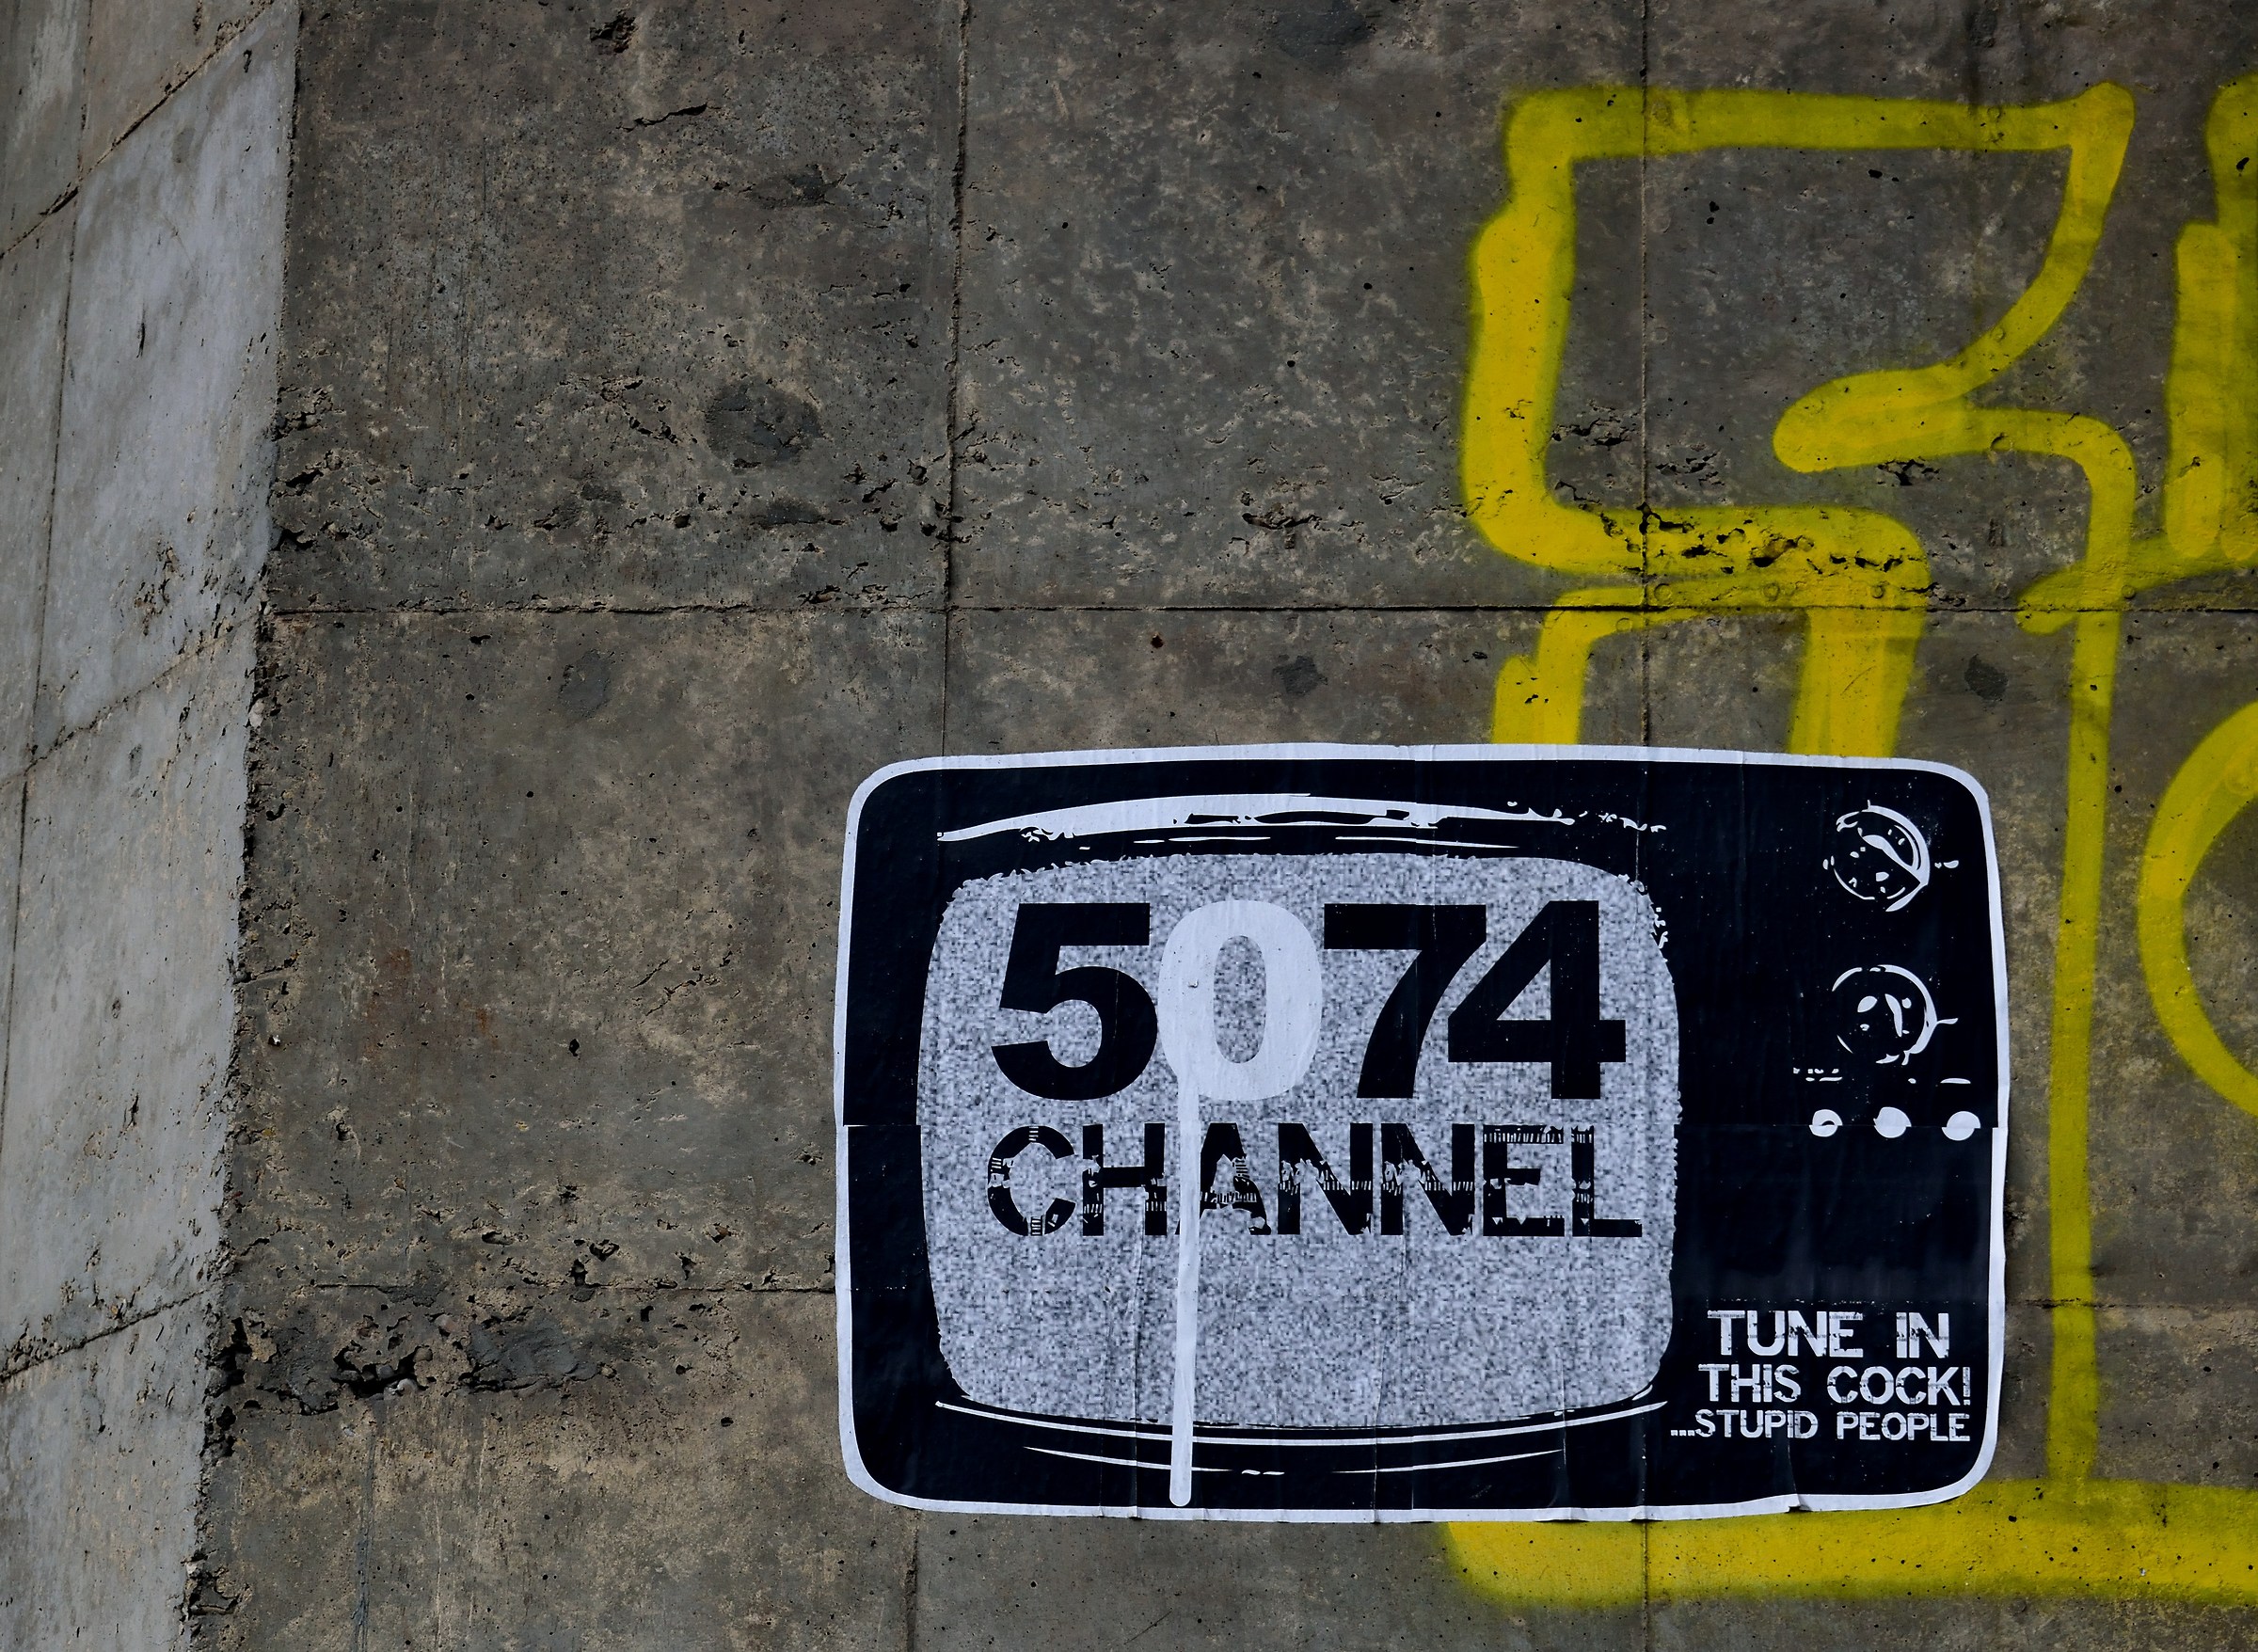 5074
CHANNEL
TUNE IN
THIS COCK!
...STUPID PEOPLE